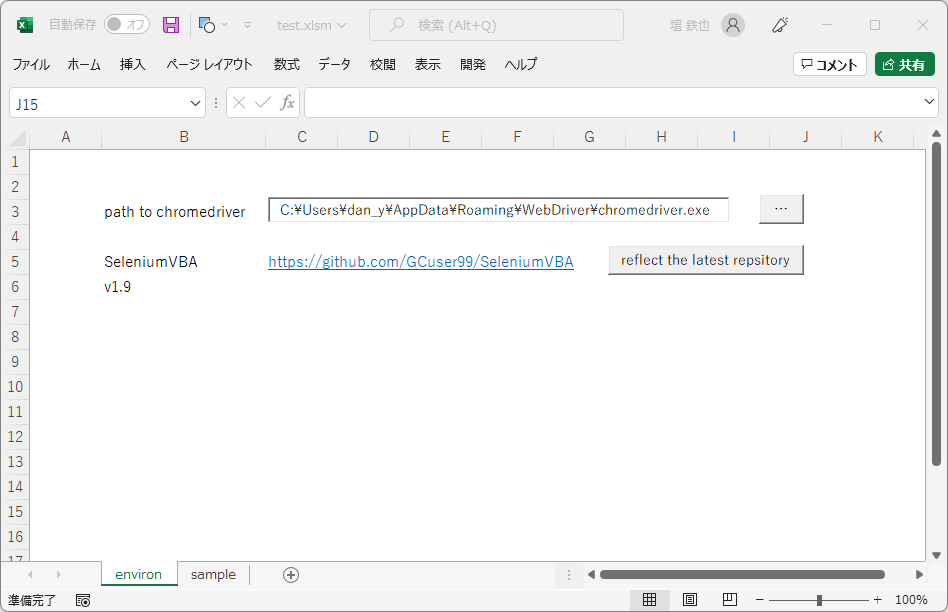 自動保存 オフ test.xlsm 検索 (Alt+Q) 増 鉄也
ファイル ホーム 挿入 ページ レイアウト 数式 データ 校閲 表示 開発 ヘルプ コメント 共有
J15 fx
A B C D E F G H I J K
1
2
3 path to chromedriver C:¥Users¥dan_y¥AppData¥Roaming¥WebDriver¥chromedriver.exe ...
4
5 SeleniumVBA https://github.com/GCuser99/SeleniumVBA reflect the latest repsitory
6 v1.9
7
8
9
10
11
12
13
14
15
16
17
environ sample
準備完了 100%